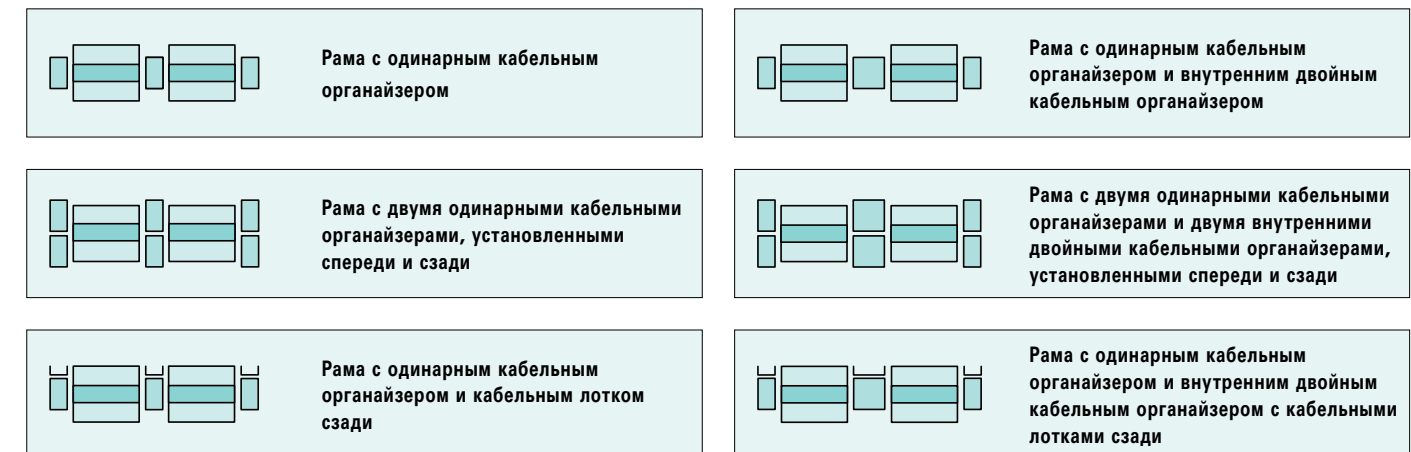 Рама с одинарным кабельным
органайзером
Рама с одинарным кабельным
органайзером и внутренним двойным
кабельным органайзером
Рама с двумя одинарными кабельными
органайзерами, установленными
спереди и сзади
Рама с двумя одинарными кабельными
органайзерами и двумя внутренними
двойными кабельными органайзерами,
установленными спереди и сзади
Рама с одинарным кабельным
органайзером и кабельным лотком
сзади
Рама с одинарным кабельным
органайзером и внутренним двойным
кабельным органайзером с кабельными
лотками сзади